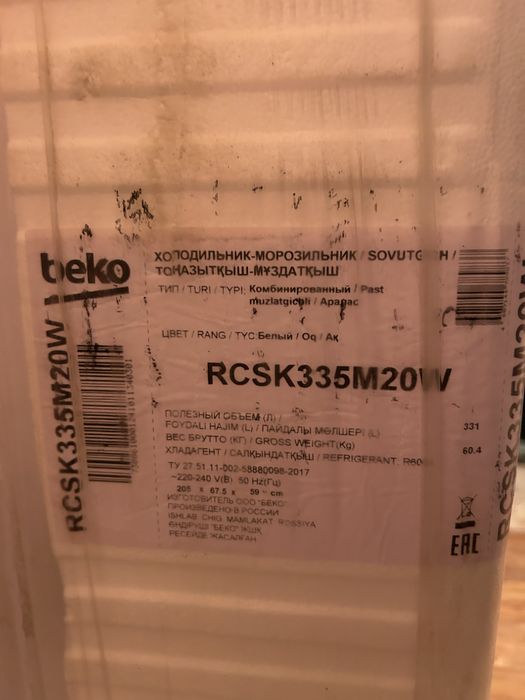 beko
ХОЛОДИЛЬНИК-МОРОЗИЛЬНИК / SOVUTG
ТОҢАЗЫТҚЫШ-МҰЗДАТҚЫШ
ТИП / TURI / ТҮРІ: Комбинированный / Past
muzlatgichli / Аралас
ЦВЕТ / RANG / ТҮС Белый / Oq / Ақ
RCSK335M20W
ПОЛЕЗНЫЙ ОБЪЕМ (Л) /
FOYDALI HAJIM (L) / ПАЙДАЛЫ МӨЛШЕРІ (L) 331
ВЕС БРУТТО (КГ) / GROSS WEIGHT(Kg) 60.4
ХЛАДАГЕНТ / САЛҚЫНДАТҚЫШ / REFRIGERANT:
ТУ 27.51.11-002-58880098-2017
~220-240 V(В) 50 Hz(Гц)
205 x 67.5 x 59 cm
ИЗГОТОВИТЕЛЬ ООО "БЕКО"
ПРОИЗВЕДЕНО В РОССИИ
ISHLAB CHIG MAMLAKAT ROSSIYA
ӨНДІРУШІ "БЕКО" ЖШҚ
РЕСЕЙДЕ ЖАСАЛҒАН
RCSK335M20W
EAC